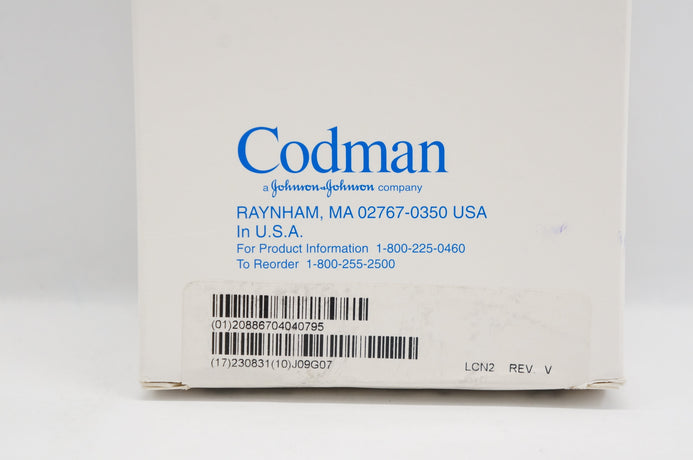 Codman
a Johnson & Johnson company
RAYNHAM, MA 02767-0350 USA
In U.S.A.
For Product Information 1-800-225-0460
To Reorder 1-800-255-2500
(01)20886704040795
(17)230831(10)J09G07
LCN2 REV. V